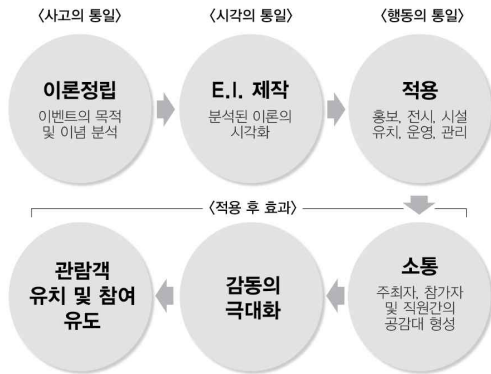 〈사고의 통일〉
〈시각의 통일〉
〈행동의 통일〉
이론정립
이벤트의 목적
및 이념 분석
E.I. 제작
분석된 이론의
시각화
적용
홍보, 전시, 시설
유치, 운영, 관리
〈적용 후 효과〉
관람객
유치 및 참여
유도
감동의
극대화
소통
주최자, 참가자
및 직원간의
공감대 형성